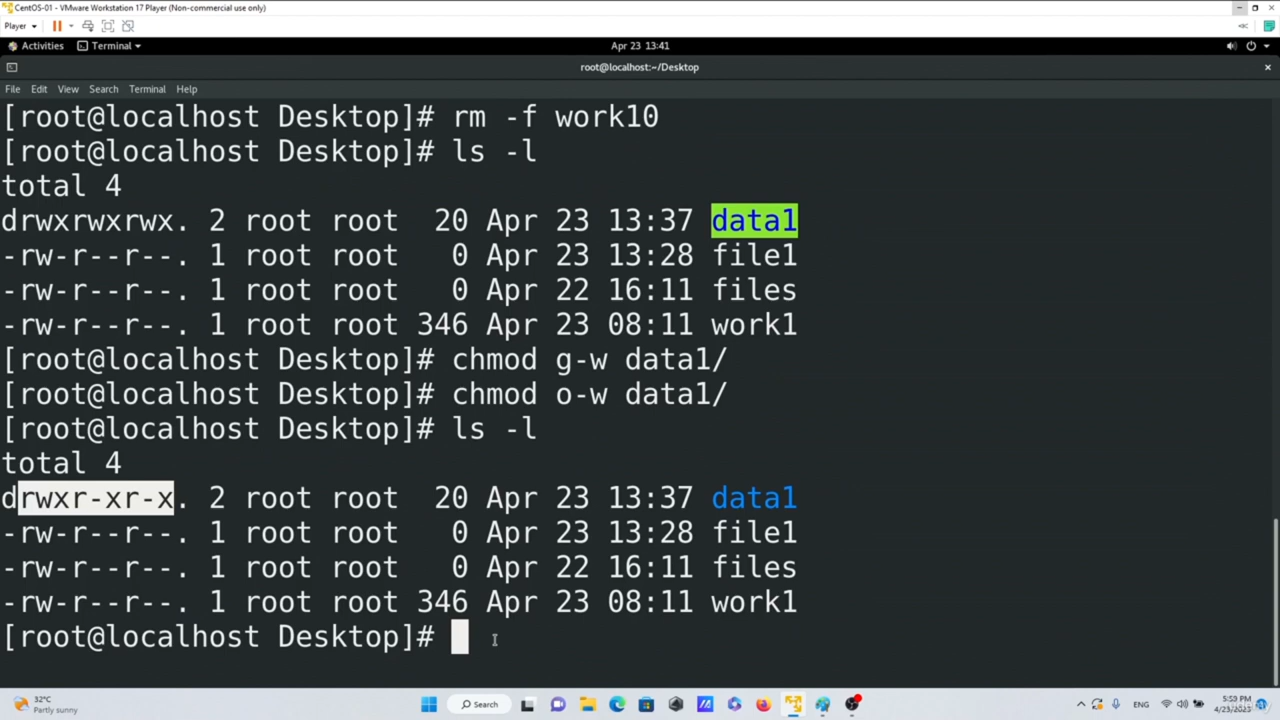 CentOS-01 - VMware Workstation 17 Player (Non-commercial use only)
Player
Activities Terminal Apr 23 13:41
root@localhost:~/Desktop
File Edit View Search Terminal Help
[root@localhost Desktop]# rm -f work10
[root@localhost Desktop]# ls -l
total 4
drwxrwxrwx. 2 root root 20 Apr 23 13:37 data1
-rw-r--r--. 1 root root 0 Apr 23 13:28 file1
-rw-r--r--. 1 root root 0 Apr 22 16:11 files
-rw-r--r--. 1 root root 346 Apr 23 08:11 work1
[root@localhost Desktop]# chmod g-w data1/
[root@localhost Desktop]# chmod o-w data1/
[root@localhost Desktop]# ls -l
total 4
drwxr-xr-x. 2 root root 20 Apr 23 13:37 data1
-rw-r--r--. 1 root root 0 Apr 23 13:28 file1
-rw-r--r--. 1 root root 0 Apr 22 16:11 files
-rw-r--r--. 1 root root 346 Apr 23 08:11 work1
[root@localhost Desktop]#
32°C
Partly sunny
Search
ENG
5:59 PM